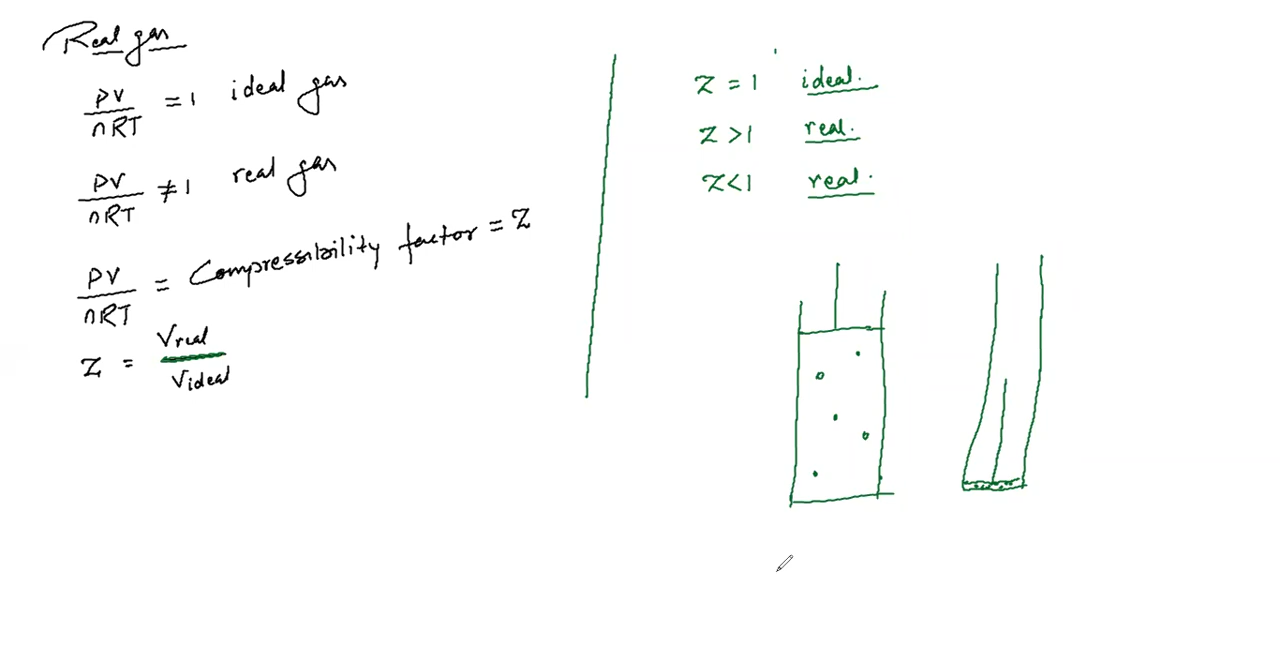 Real gas
PV/nRT = 1 ideal gas
PV/nRT ≠ 1 real gas
PV/nRT = Compressibility factor = Z
Z = Vreal/Videal
Z = 1 ideal.
Z > 1 real.
Z < 1 real.